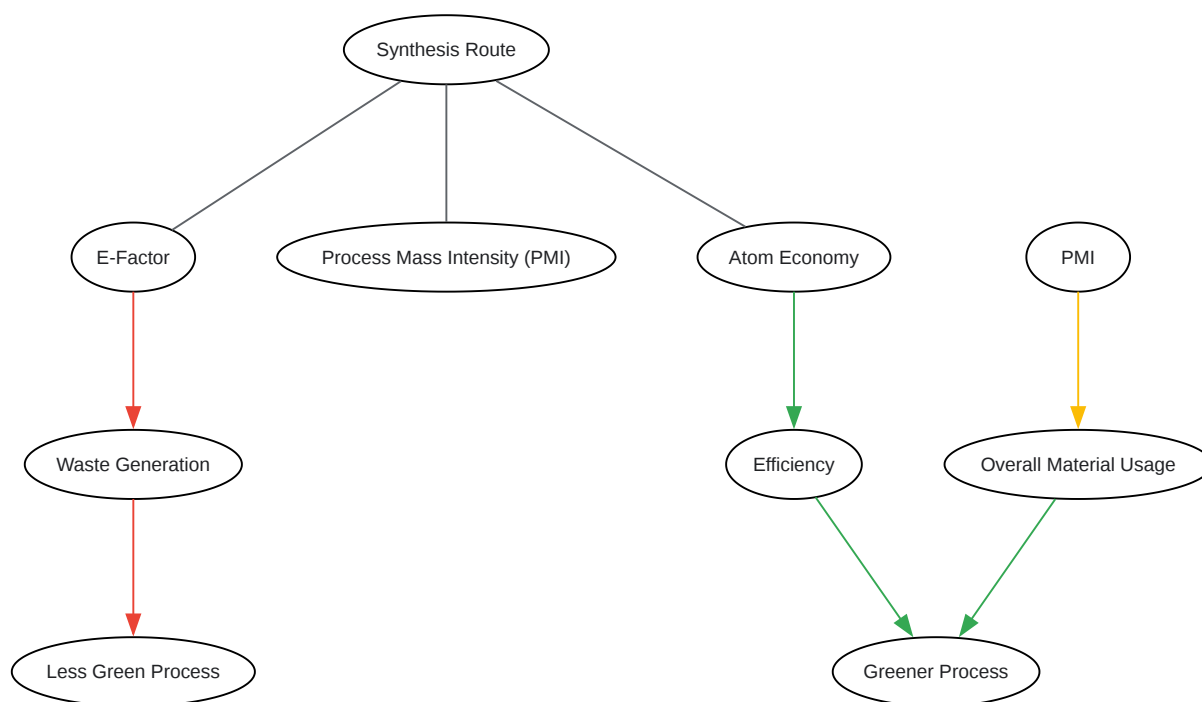 Synthesis Route
E-Factor
Process Mass Intensity (PMI)
Atom Economy
PMI
Waste Generation
Efficiency
Overall Material Usage
Less Green Process
Greener Process